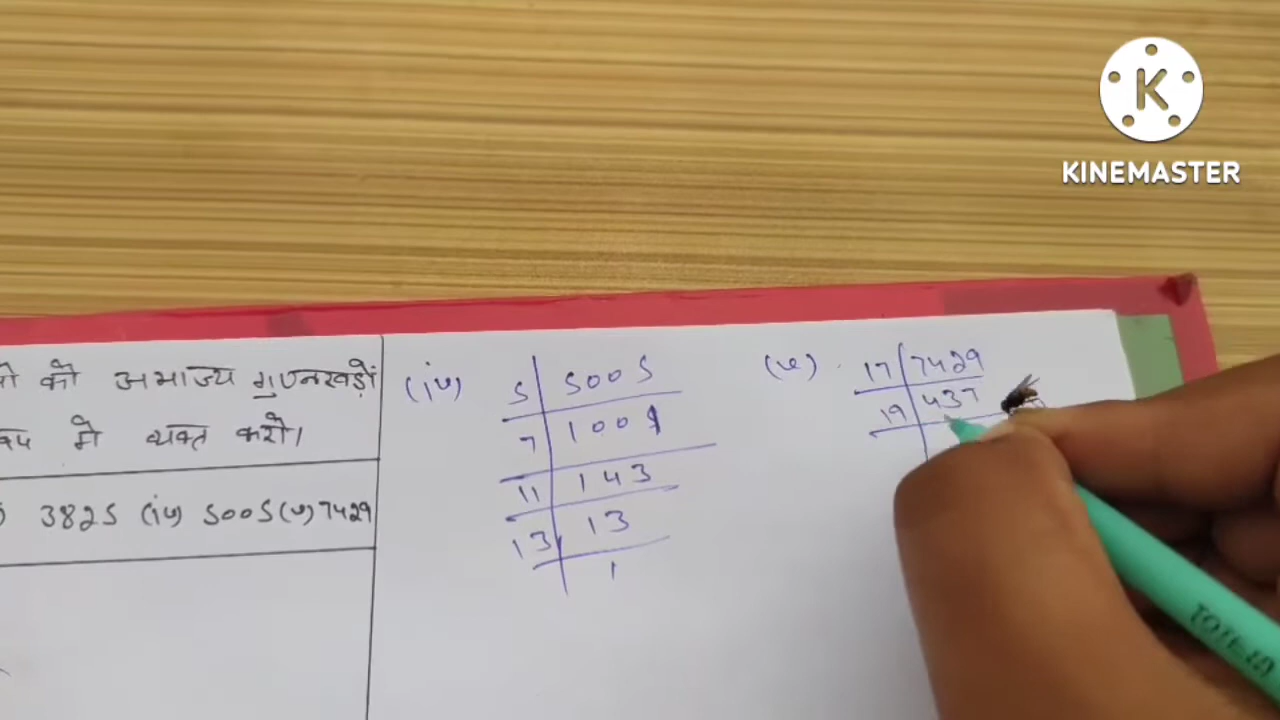 को अभाज्य गुणनखड़ों
मे व्यक्त करो।
3825 (iv) 5005 (v) 7429
(iv)
5 5005
7 1001
11 143
13 13
1
(v)
17 7429
19 437
K
KINEMASTER